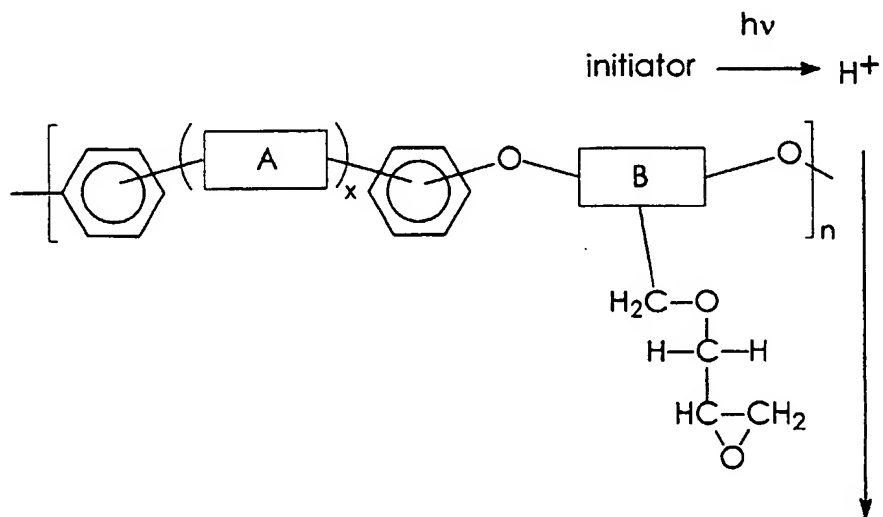 hν
initiator → H+
[ ( A )x O B O ]n
H2C—O
H—C—H
HC—CH2
O